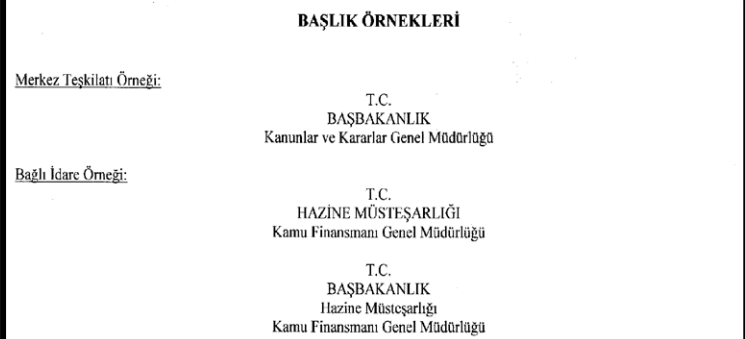 BAŞLIK ÖRNEKLERİ
Merkez Teşkilatı Örneği:
T.C.
BAŞBAKANLIK
Kanunlar ve Kararlar Genel Müdürlüğü
Bağlı İdare Örneği:
T.C.
HAZİNE MÜSTEŞARLIĞI
Kamu Finansmanı Genel Müdürlüğü
T.C.
BAŞBAKANLIK
Hazine Müsteşarlığı
Kamu Finansmanı Genel Müdürlüğü